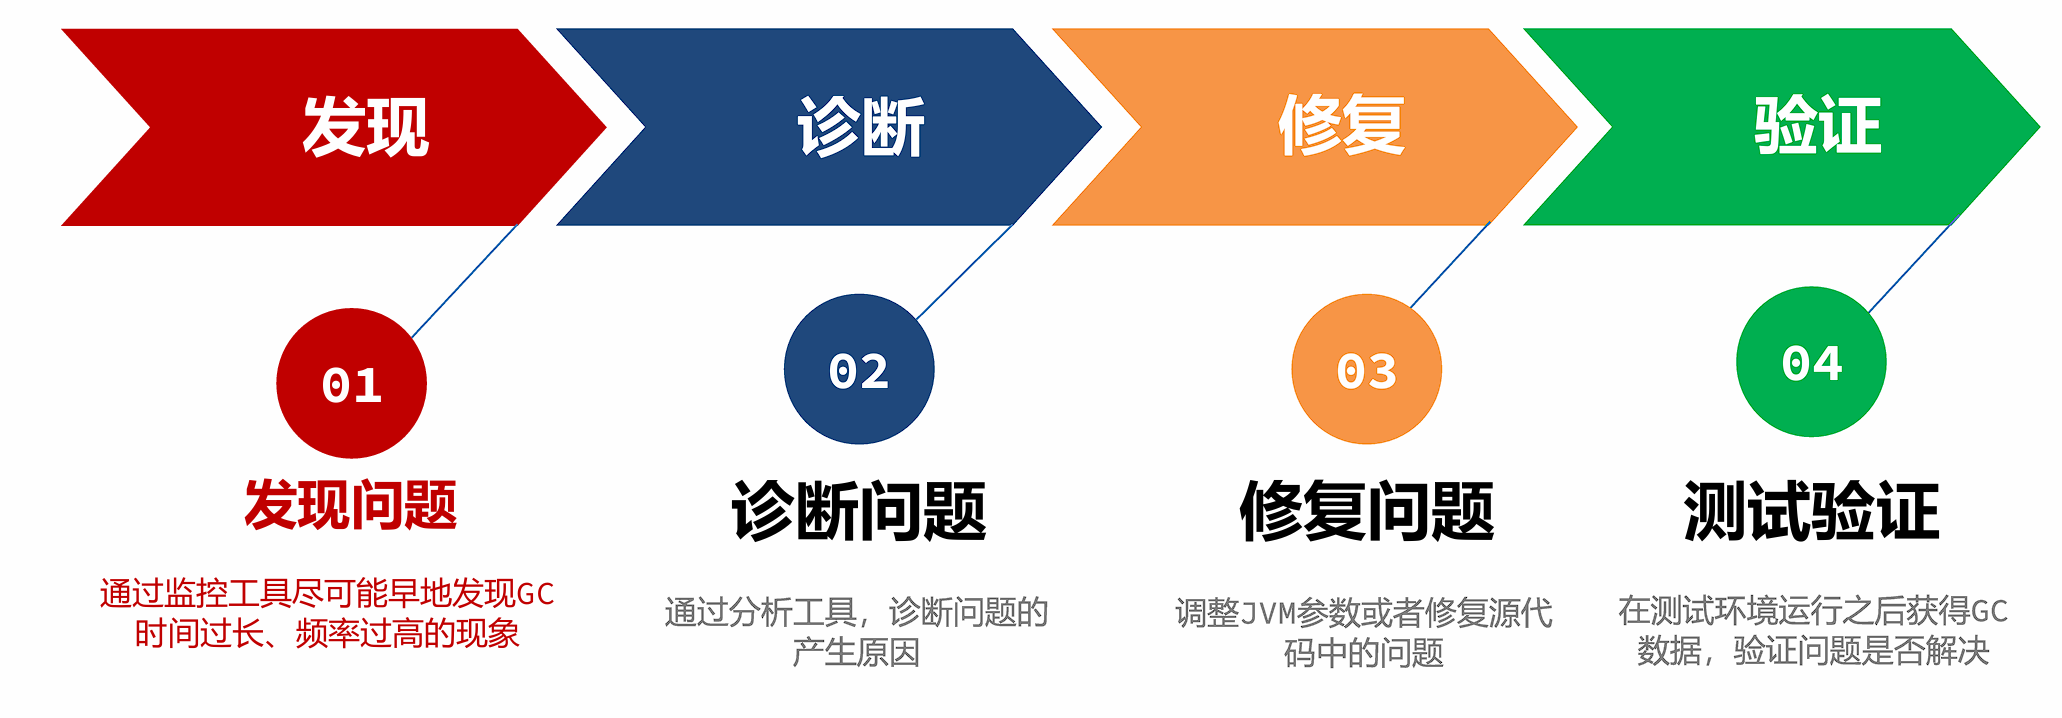 发现
诊断
修复
验证
01
02
03
04
发现问题
诊断问题
修复问题
测试验证
通过监控工具尽可能早地发现GC
时间过长、频率过高的现象
通过分析工具，诊断问题的
产生原因
调整JVM参数或者修复源代
码中的问题
在测试环境运行之后获得GC
数据，验证问题是否解决